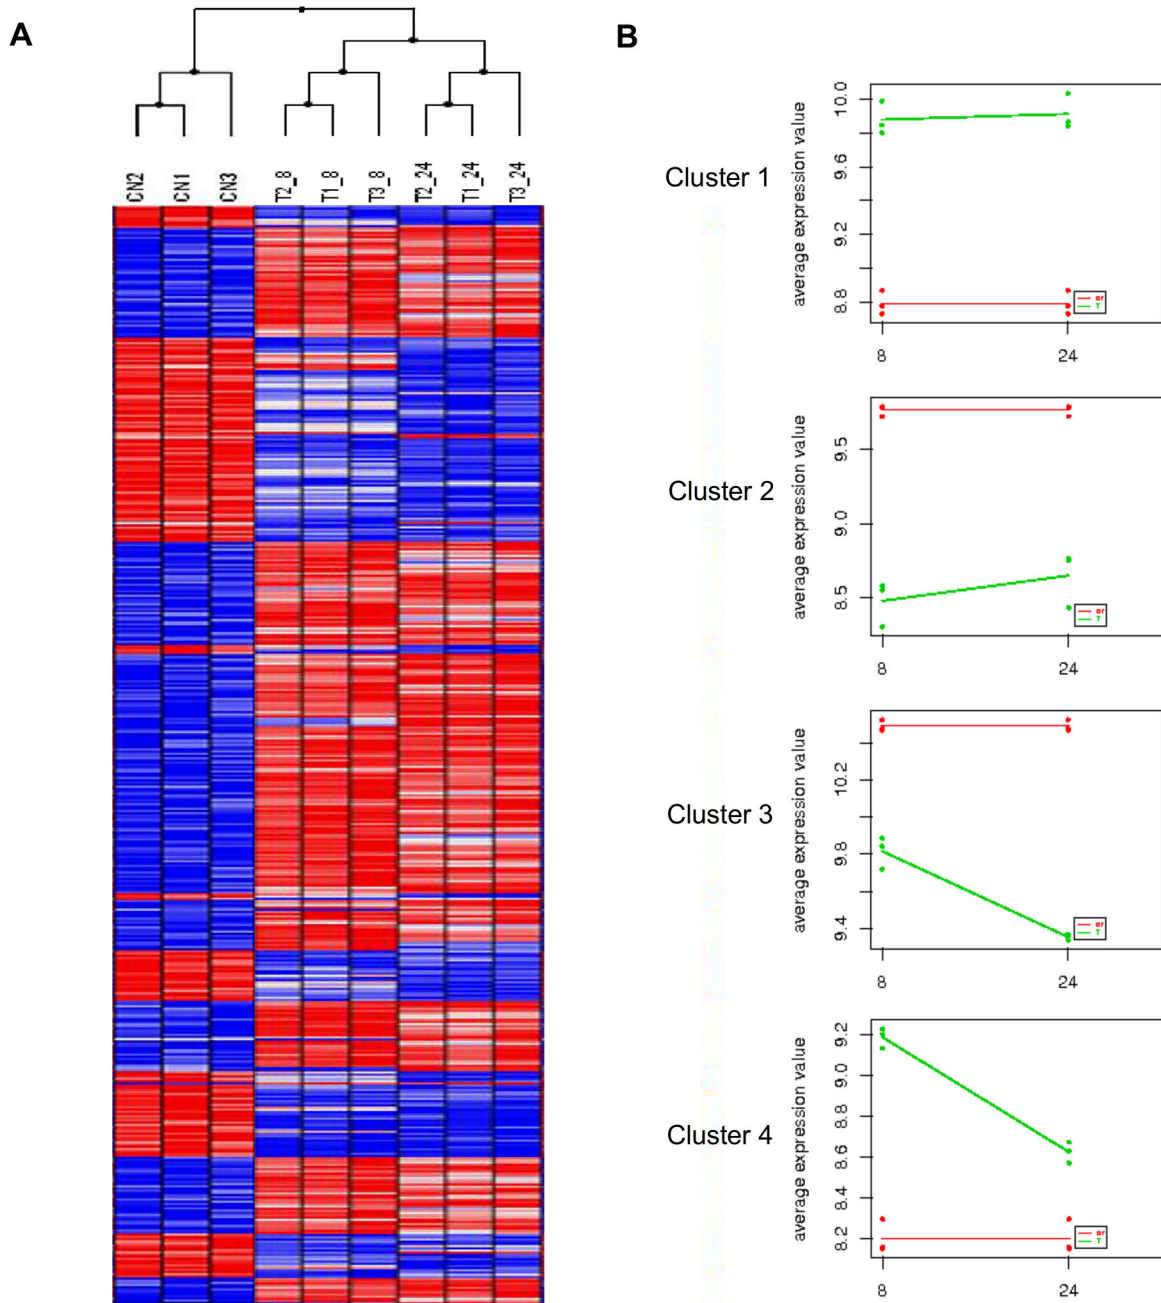 A
B
CN2 CN1 CN3 T2_8 T1_8 T3_8 T2_24 T1_24 T3_24
Cluster 1
average expression value
8.8 9.2 9.6 10.0
T
8 24
Cluster 2
average expression value
8.5 9.0 9.5
T
8 24
Cluster 3
average expression value
9.4 9.8 10.2
T
8 24
Cluster 4
average expression value
8.2 8.4 8.6 8.8 9.0 9.2
T
8 24